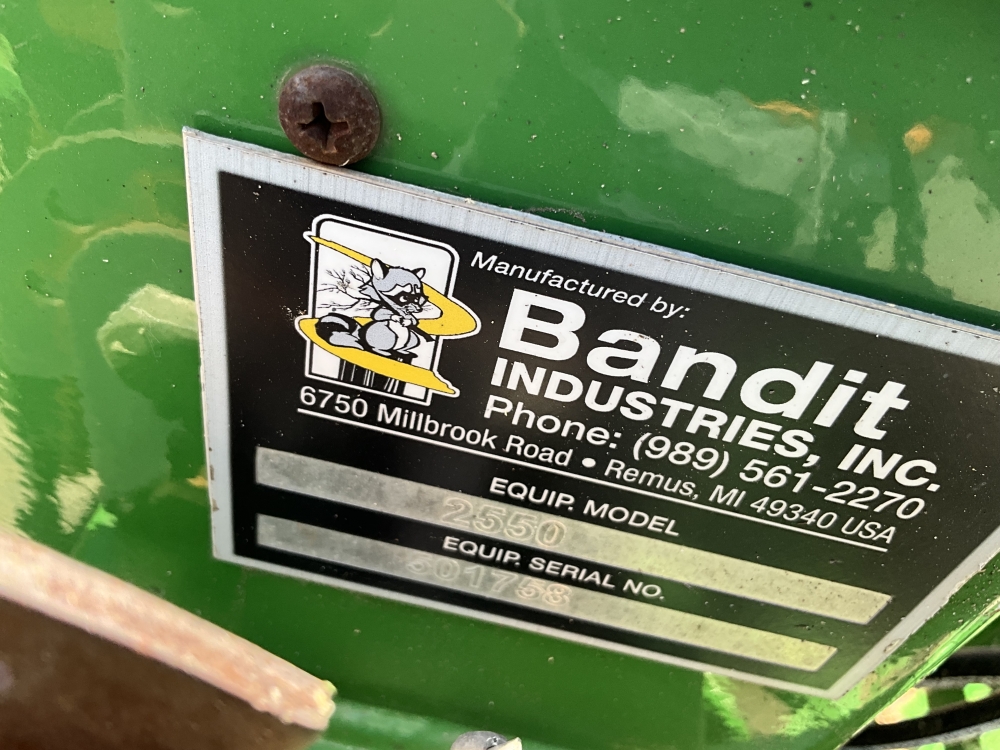 Manufactured by:
Bandit
INDUSTRIES, INC.
Phone: (989) 561-2270
6750 Millbrook Road • Remus, MI 49340 USA
EQUIP. MODEL
2550
EQUIP. SERIAL NO.